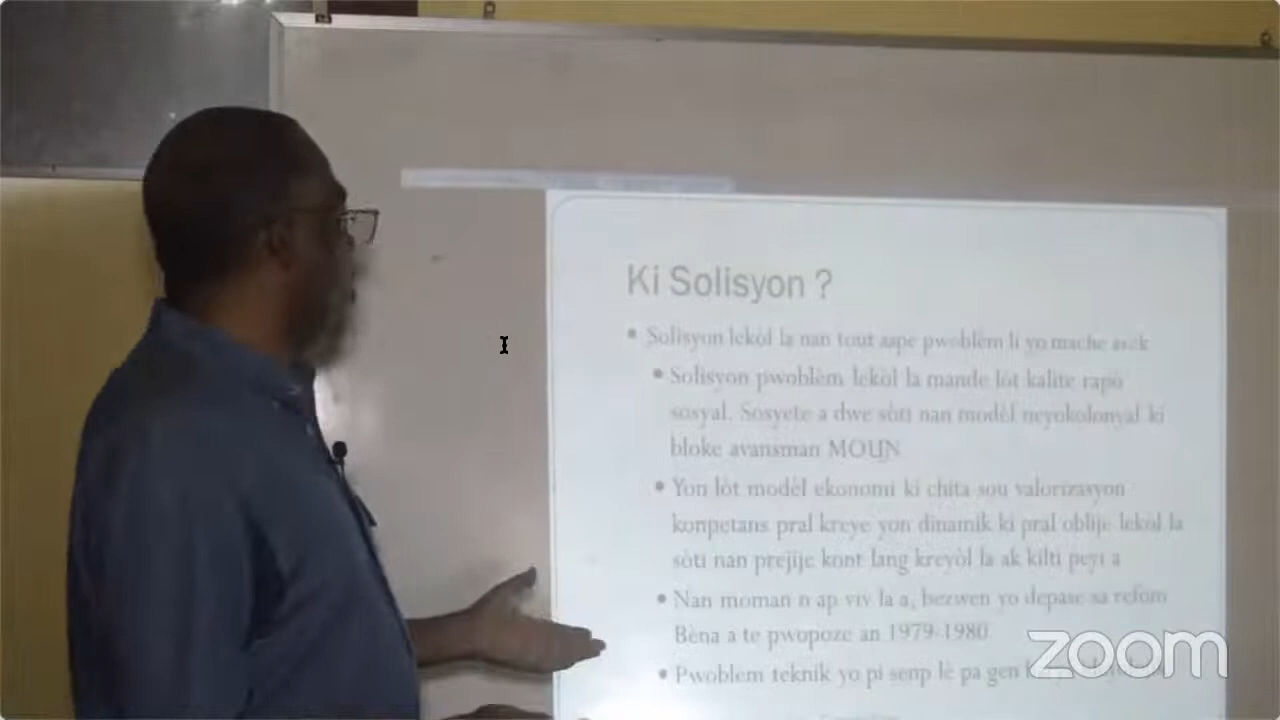 Ki Solisyon ?
• Solisyon lekòl la nan tout aspe pwoblèm li yo mache ansanm
• Solisyon pwoblèm lekòl la mande lòt kalite rapò
sosyal. Sosyete a dwe sòti nan modèl neyokolonyal ki
bloke avansman MOUN
• Yon lòt modèl ekonomi ki chita sou valorizasyon
konpetans pral kreye yon dinamik ki pral oblije lekòl la
sòti nan prejije kont lang kreyòl la ak kilti peyi a
• Nan moman n ap viv la a, bezwen yo depase sa refòm
Bèna a te pwopoze an 1979-1980
• Pwoblem teknik yo pi senp lè pa gen
zoom